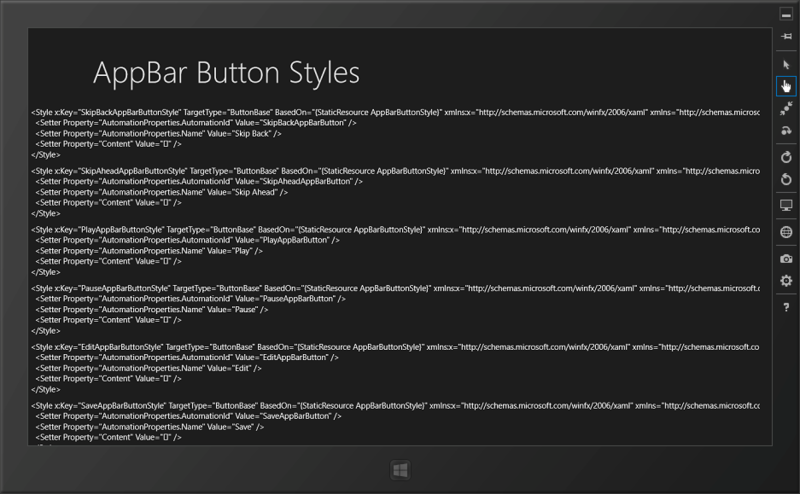 AppBar Button Styles
<Style x:Key="SkipBackAppBarButtonStyle" TargetType="ButtonBase" BasedOn="{StaticResource AppBarButtonStyle}" xmlns:x="http://schemas.microsoft.com/winfx/2006/xaml" xmlns="http://schemas.microsoft.co
<Setter Property="AutomationProperties.AutomationId" Value="SkipBackAppBarButton" />
<Setter Property="AutomationProperties.Name" Value="Skip Back" />
<Setter Property="Content" Value="[]" />
</Style>
<Style x:Key="SkipAheadAppBarButtonStyle" TargetType="ButtonBase" BasedOn="{StaticResource AppBarButtonStyle}" xmlns:x="http://schemas.microsoft.com/winfx/2006/xaml" xmlns="http://schemas.microsoft.
<Setter Property="AutomationProperties.AutomationId" Value="SkipAheadAppBarButton" />
<Setter Property="AutomationProperties.Name" Value="Skip Ahead" />
<Setter Property="Content" Value="[]" />
</Style>
<Style x:Key="PlayAppBarButtonStyle" TargetType="ButtonBase" BasedOn="{StaticResource AppBarButtonStyle}" xmlns:x="http://schemas.microsoft.com/winfx/2006/xaml" xmlns="http://schemas.microsoft.com
<Setter Property="AutomationProperties.AutomationId" Value="PlayAppBarButton" />
<Setter Property="AutomationProperties.Name" Value="Play" />
<Setter Property="Content" Value="[]" />
</Style>
<Style x:Key="PauseAppBarButtonStyle" TargetType="ButtonBase" BasedOn="{StaticResource AppBarButtonStyle}" xmlns:x="http://schemas.microsoft.com/winfx/2006/xaml" xmlns="http://schemas.microsoft.c
<Setter Property="AutomationProperties.AutomationId" Value="PauseAppBarButton" />
<Setter Property="AutomationProperties.Name" Value="Pause" />
<Setter Property="Content" Value="[]" />
</Style>
<Style x:Key="EditAppBarButtonStyle" TargetType="ButtonBase" BasedOn="{StaticResource AppBarButtonStyle}" xmlns:x="http://schemas.microsoft.com/winfx/2006/xaml" xmlns="http://schemas.microsoft.co
<Setter Property="AutomationProperties.AutomationId" Value="EditAppBarButton" />
<Setter Property="AutomationProperties.Name" Value="Edit" />
<Setter Property="Content" Value="[]" />
</Style>
<Style x:Key="SaveAppBarButtonStyle" TargetType="ButtonBase" BasedOn="{StaticResource AppBarButtonStyle}" xmlns:x="http://schemas.microsoft.com/winfx/2006/xaml" xmlns="http://schemas.microsoft.co
<Setter Property="AutomationProperties.AutomationId" Value="SaveAppBarButton" />
<Setter Property="AutomationProperties.Name" Value="Save" />
<Setter Property="Content" Value="[]" />